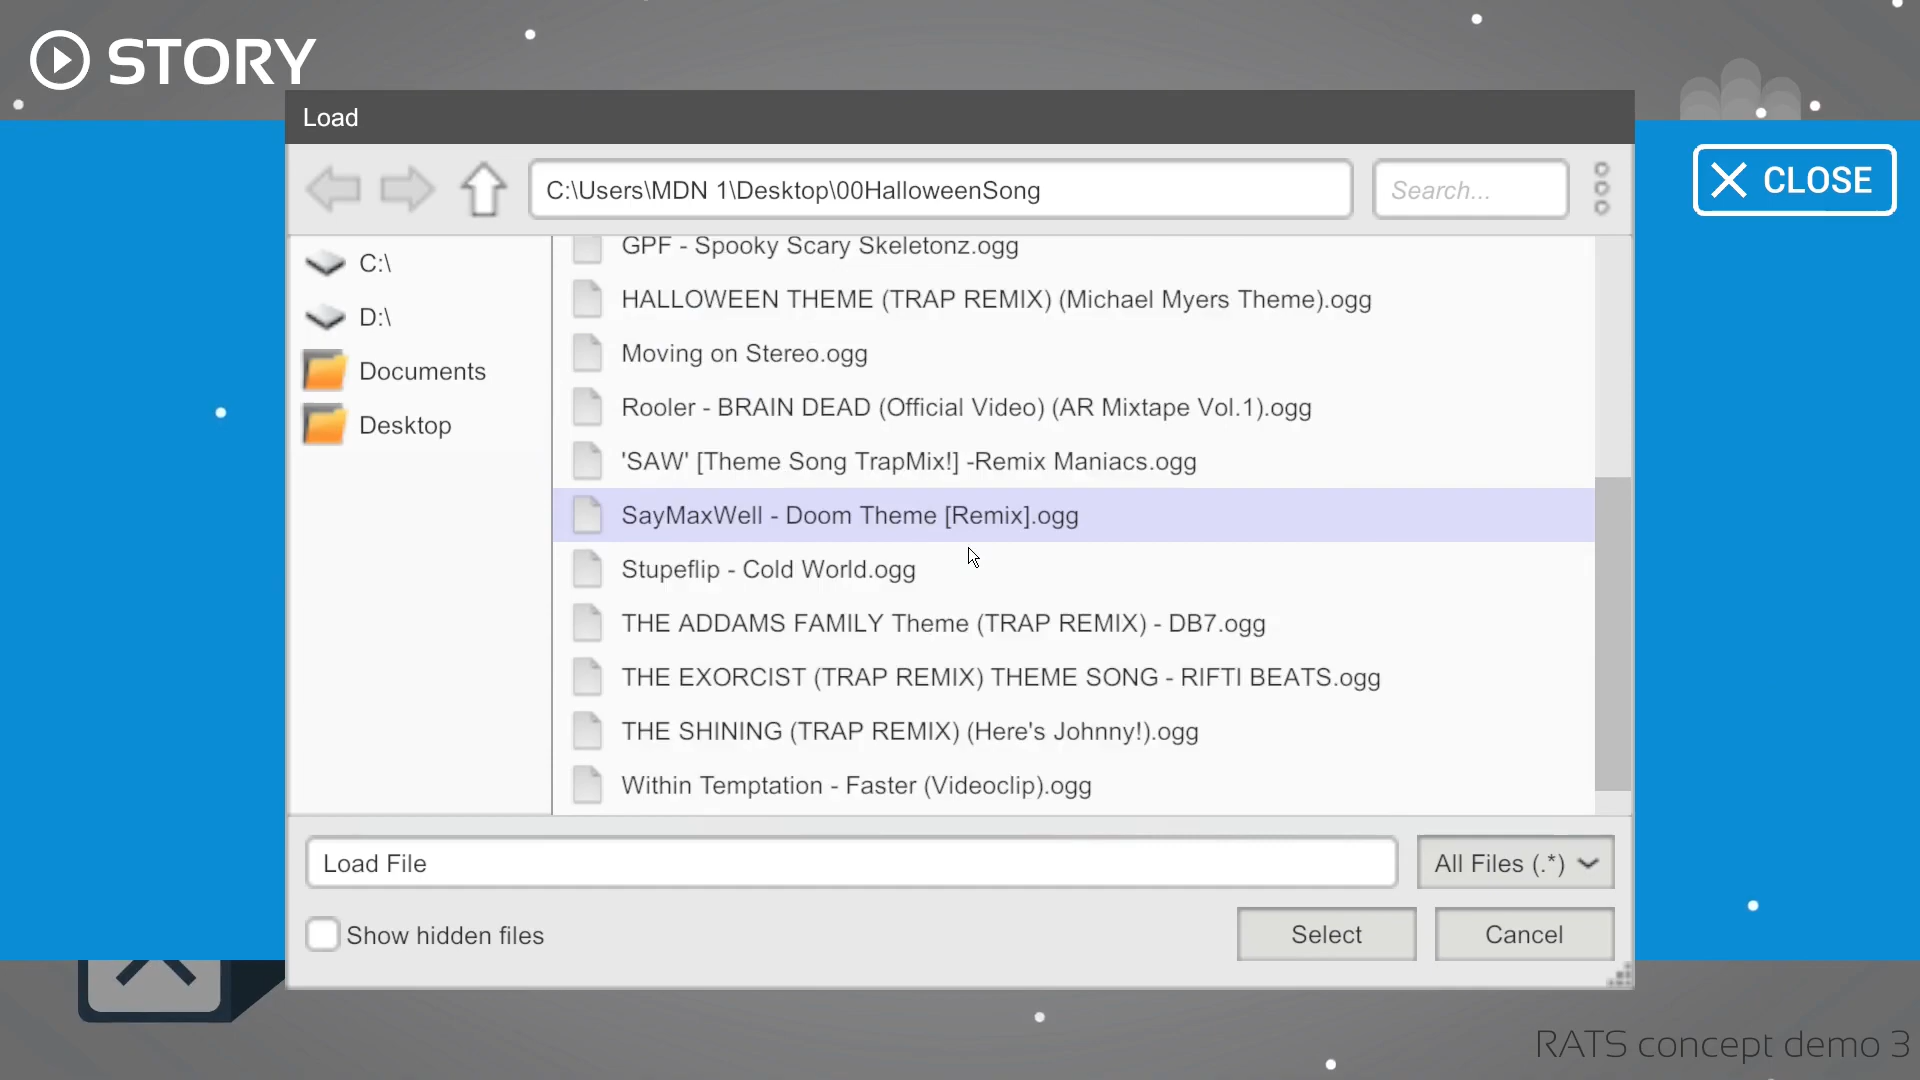 STORY
Load
C:\Users\MDN 1\Desktop\00HalloweenSong
Search...
CLOSE
C:\
D:\
Documents
Desktop
GPF - Spooky Scary Skeletonz.ogg
HALLOWEEN THEME (TRAP REMIX) (Michael Myers Theme).ogg
Moving on Stereo.ogg
Rooler - BRAIN DEAD (Official Video) (AR Mixtape Vol.1).ogg
'SAW' [Theme Song TrapMix!] -Remix Maniacs.ogg
SayMaxWell - Doom Theme [Remix].ogg
Stupeflip - Cold World.ogg
THE ADDAMS FAMILY Theme (TRAP REMIX) - DB7.ogg
THE EXORCIST (TRAP REMIX) THEME SONG - RIFTI BEATS.ogg
THE SHINING (TRAP REMIX) (Here's Johnny!).ogg
Within Temptation - Faster (Videoclip).ogg
Load File
All Files (.*)
Show hidden files
Select
Cancel
RATS concept demo 3